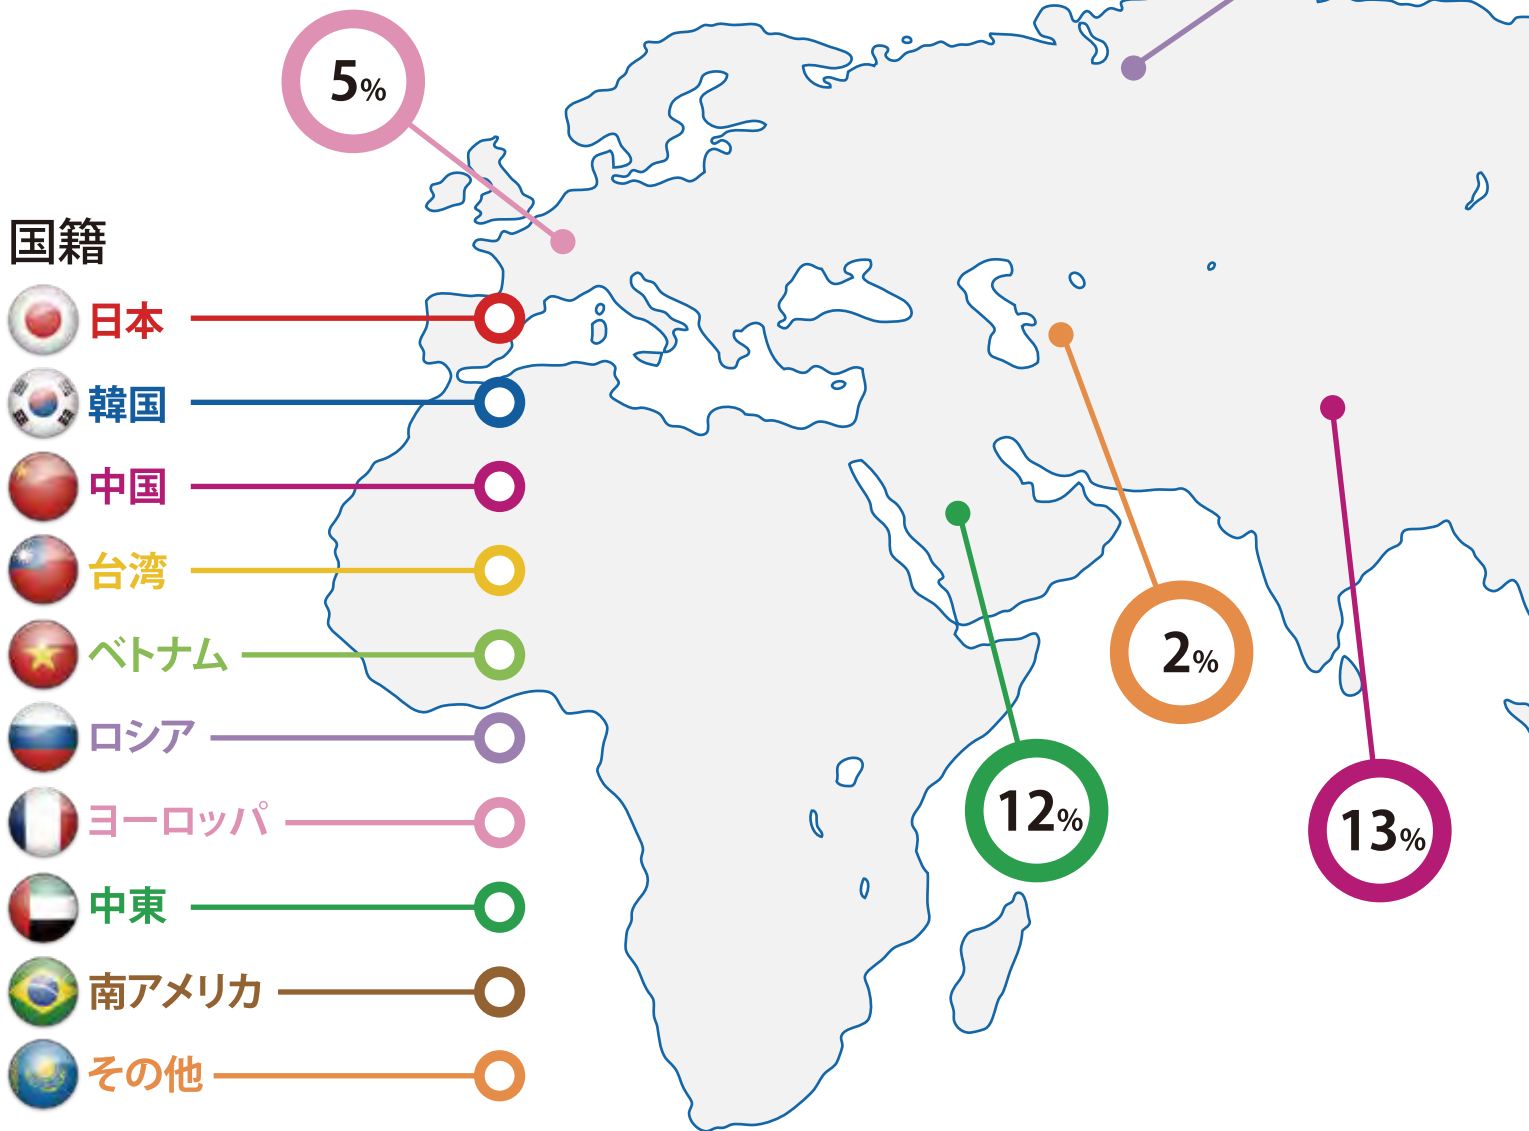 5%
国籍
日本
韓国
中国
台湾
ベトナム
ロシア
ヨーロッパ
中東
南アメリカ
その他
2%
12%
13%